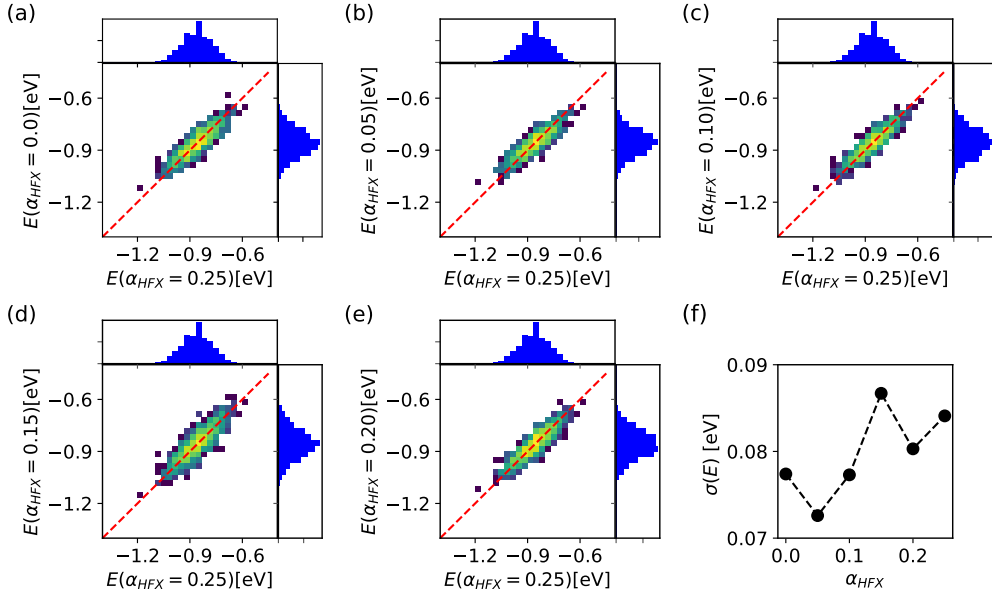 (a)
E(α_HFX = 0.0)[eV]
−0.6
−0.9
−1.2
−1.2 −0.9 −0.6
E(α_HFX = 0.25)[eV]
(b)
E(α_HFX = 0.05)[eV]
−0.6
−0.9
−1.2
−1.2 −0.9 −0.6
E(α_HFX = 0.25)[eV]
(c)
E(α_HFX = 0.10)[eV]
−0.6
−0.9
−1.2
−1.2 −0.9 −0.6
E(α_HFX = 0.25)[eV]
(d)
E(α_HFX = 0.15)[eV]
−0.6
−0.9
−1.2
−1.2 −0.9 −0.6
E(α_HFX = 0.25)[eV]
(e)
E(α_HFX = 0.20)[eV]
−0.6
−0.9
−1.2
−1.2 −0.9 −0.6
E(α_HFX = 0.25)[eV]
(f)
σ(E) [eV]
0.09
0.08
0.07
0.0 0.1 0.2
α_HFX